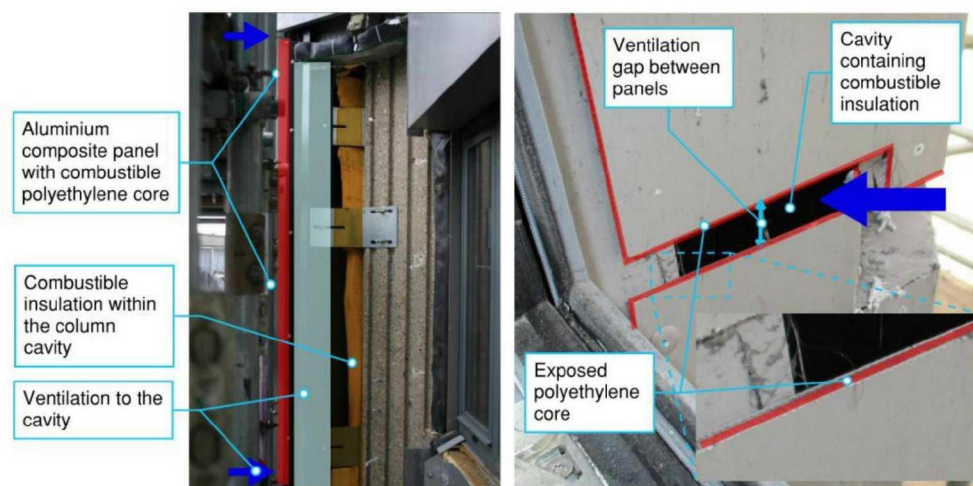 Aluminium
composite panel
with combustible
polyethylene core
Combustible
insulation within
the column
cavity
Ventilation to the
cavity
Ventilation
gap between
panels
Cavity
containing
combustible
insulation
Exposed
polyethylene
core